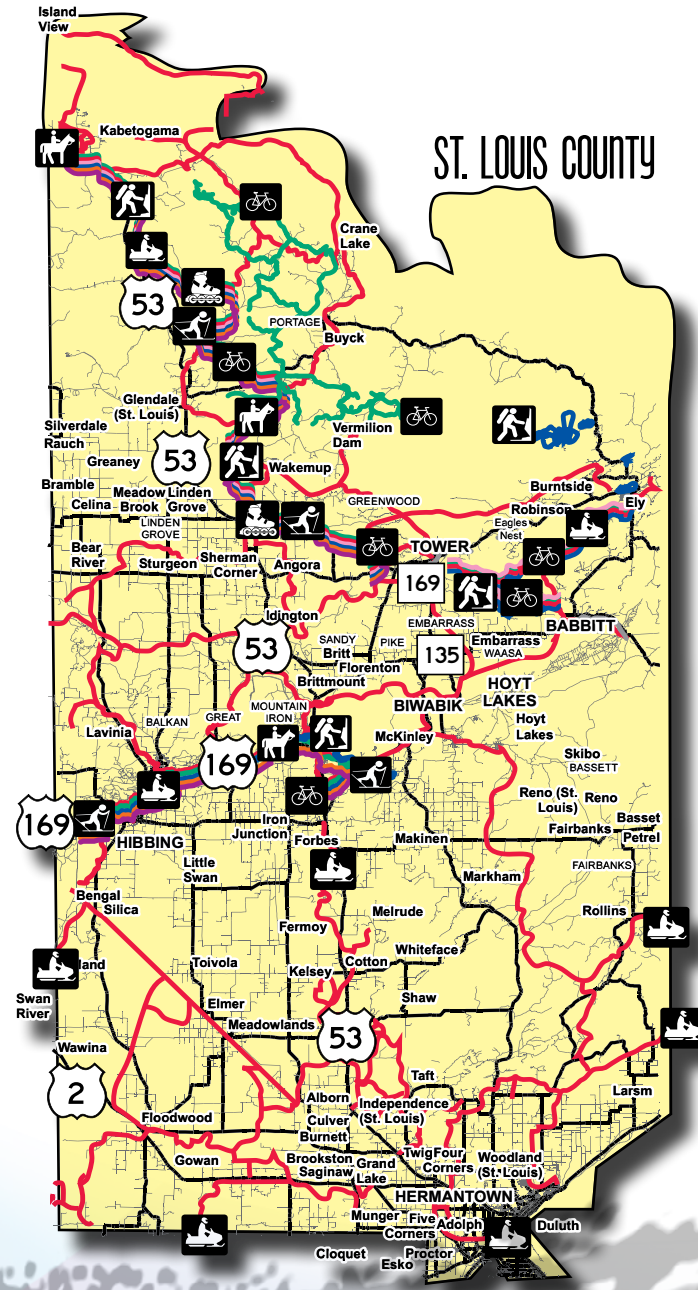 Island
View
Kabetogama
ST. LOUIS COUNTY
Crane
Lake
53
PORTAGE
Buyck
Glendale
(St. Louis)
Silverdale
Rauch
Vermilion
Dam
53
Greaney
Wakemup
Bramble
Meadow Linden
Celina Brook Grove
Burntside
GREENWOOD
Ely
Robinson
Eagles
Nest
LINDEN
GROVE
Bear
River
Sturgeon
Sherman
Corner
Angora
TOWER
169
Idington
EMBARRASS
BABBITT
53
SANDY
PIKE
Embarrass
WAASA
Britt
Florenton
135
Brittmount
HOYT
LAKES
MOUNTAIN
IRON
BIWABIK
GREAT
BALKAN
Hoyt
Lakes
Lavinia
McKinley
169
Skibo
BASSETT
Reno (St.
Louis)
Reno
169
HIBBING
Iron
Junction
Forbes
Makinen
Basset
Fairbanks
Petrel
Little
Swan
Markham
FAIRBANKS
Bengal
Silica
Melrude
Rollins
Fermoy
Whiteface
land
Toivola
Cotton
Kelsey
Swan
River
Elmer
Shaw
Meadowlands
53
Wawina
2
Taft
Larsm
Alborn
Independence
(St. Louis)
Floodwood
Culver
Burnett
Gowan
Brookston
Saginaw
Grand
Lake
Twig
Four
Corners
Woodland
(St. Louis)
HERMANTOWN
Munger
Five
Corners
Adolph
Duluth
Cloquet
Proctor
Esko